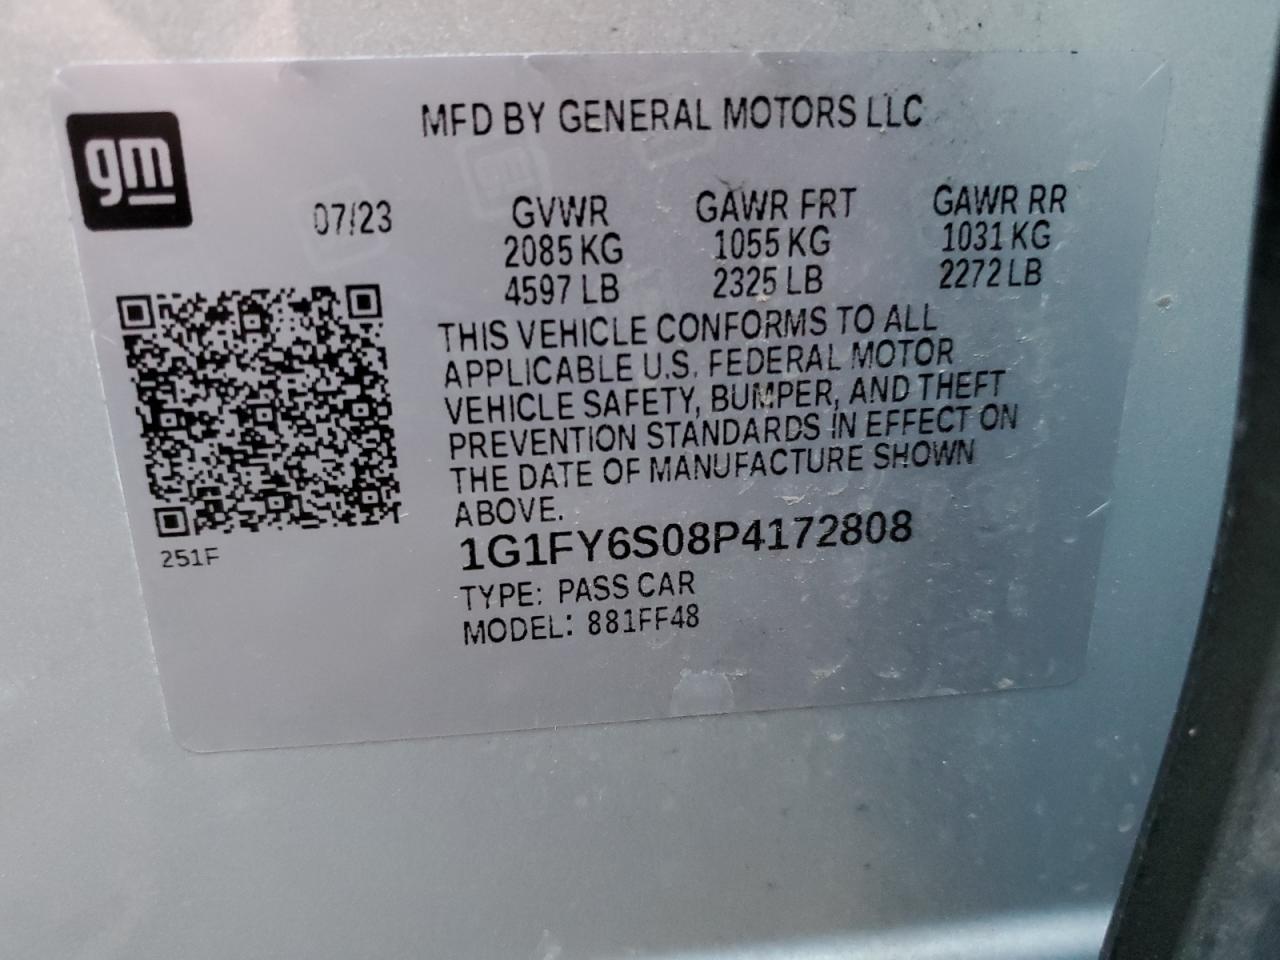 MFD BY GENERAL MOTORS LLC
gm
07/23
GVWR GAWR FRT GAWR RR
2085 KG 1055 KG 1031 KG
4597 LB 2325 LB 2272 LB
THIS VEHICLE CONFORMS TO ALL
APPLICABLE U.S. FEDERAL MOTOR
VEHICLE SAFETY, BUMPER, AND THEFT
PREVENTION STANDARDS IN EFFECT ON
THE DATE OF MANUFACTURE SHOWN
ABOVE.
251F
1G1FY6S08P4172808
TYPE: PASS CAR
MODEL: 881FF48